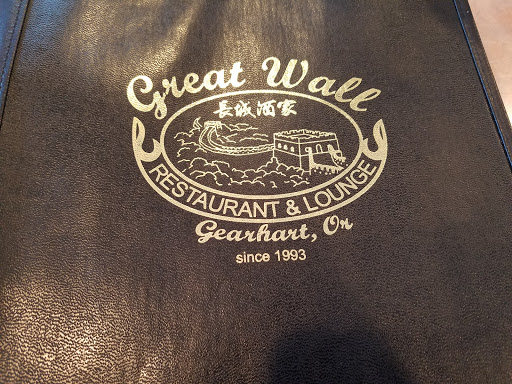 Great Wall
長城酒家
RESTAURANT & LOUNGE
Gearhart, Or
since 1993